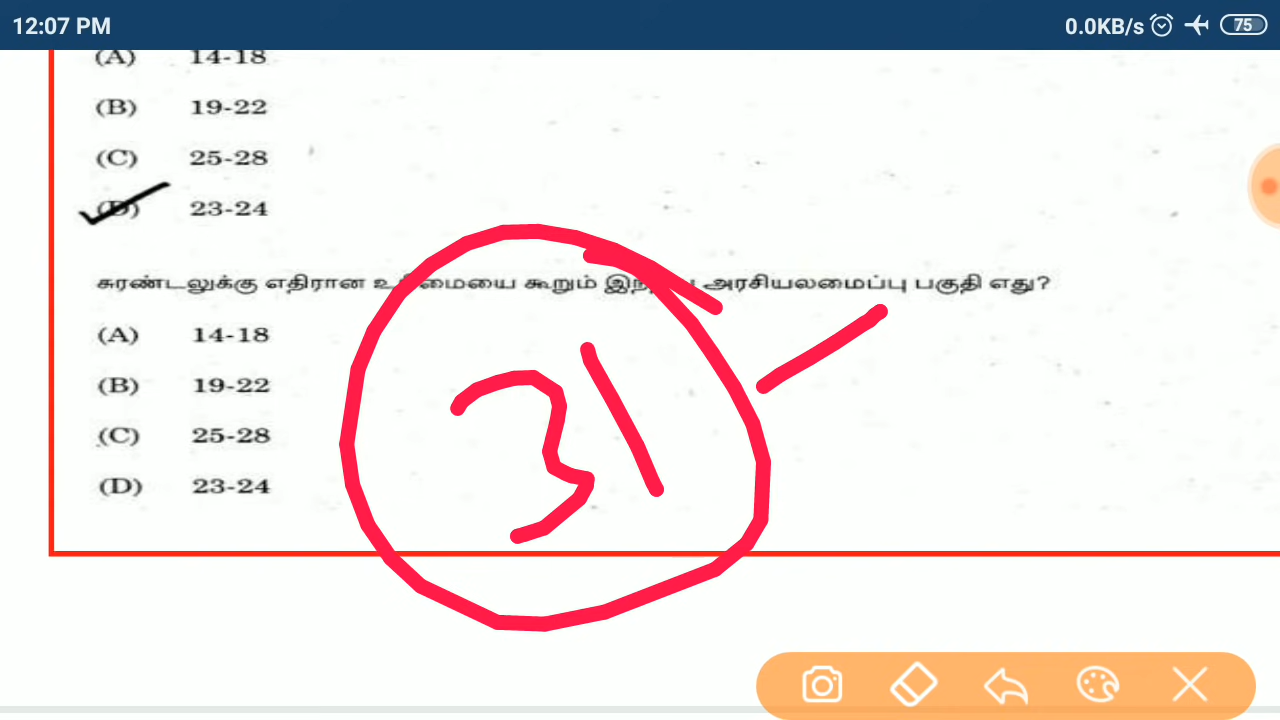 12:07 PM 0.0KB/s 75
(A) 14-18
(B) 19-22
(C) 25-28
(D) 23-24
சுரண்டலுக்கு எதிரான உரிமையை கூறும் அரசியலமைப்பு பகுதி எது?
(A) 14-18
(B) 19-22
31
(C) 25-28
(D) 23-24